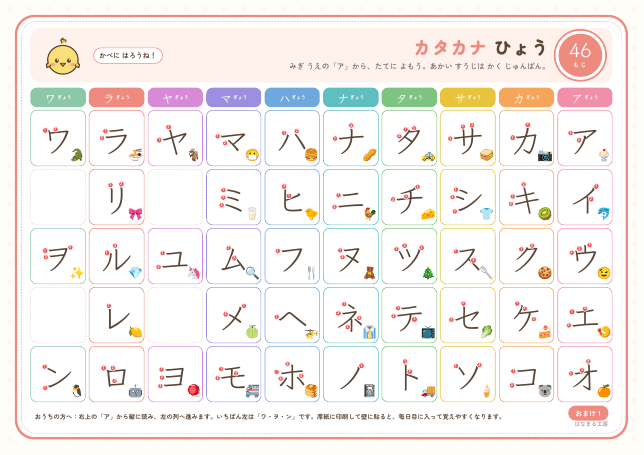 カタカナ ひょう
46
もじ
かべに はろうね!
みぎ うえの「ア」から、たてに よもう。あかい すうじは かく じゅんばん。
ワ ぎょう ラ ぎょう ヤ ぎょう マ ぎょう ハ ぎょう ナ ぎょう タ ぎょう サ ぎょう カ ぎょう ア ぎょう
ワ ラ ヤ マ ハ ナ タ サ カ ア
リ ミ ヒ ニ チ シ キ イ
ヲ ル ユ ム フ ヌ ツ ス ク ウ
レ メ ヘ ネ テ セ ケ エ
ン ロ ヨ モ ホ ノ ト ソ コ オ
おうちの方へ:右上の「ア」から縦に読み、左の列へ進みます。いちばん左は「ワ・ヲ・ン」です。厚紙に印刷して壁に貼ると、毎日目に入って覚えやすくなります。
おまけ!
はなまる工房